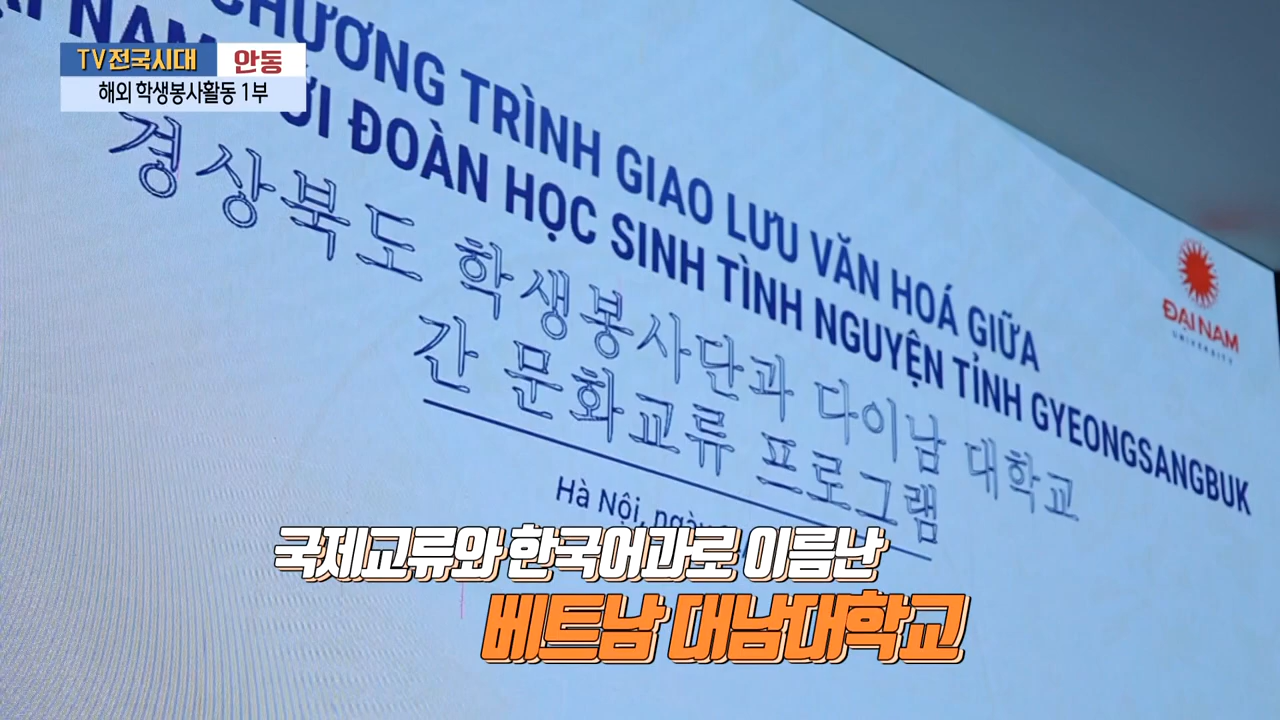 TV전국시대 안동
해외 학생봉사활동 1부
CHƯƠNG TRÌNH GIAO LƯU VĂN HOÁ GIỮA
NAM ĐOÀN HỌC SINH TÌNH NGUYỆN TỈNH GYEONGSANGBUK
경상북도 학생봉사단과 다이남 대학교
간 문화교류 프로그램
Hà Nội, ngày
ĐẠI NAM
UNIVERSITY
국제교류와 한국어과로 이름난
베트남 대남대학교